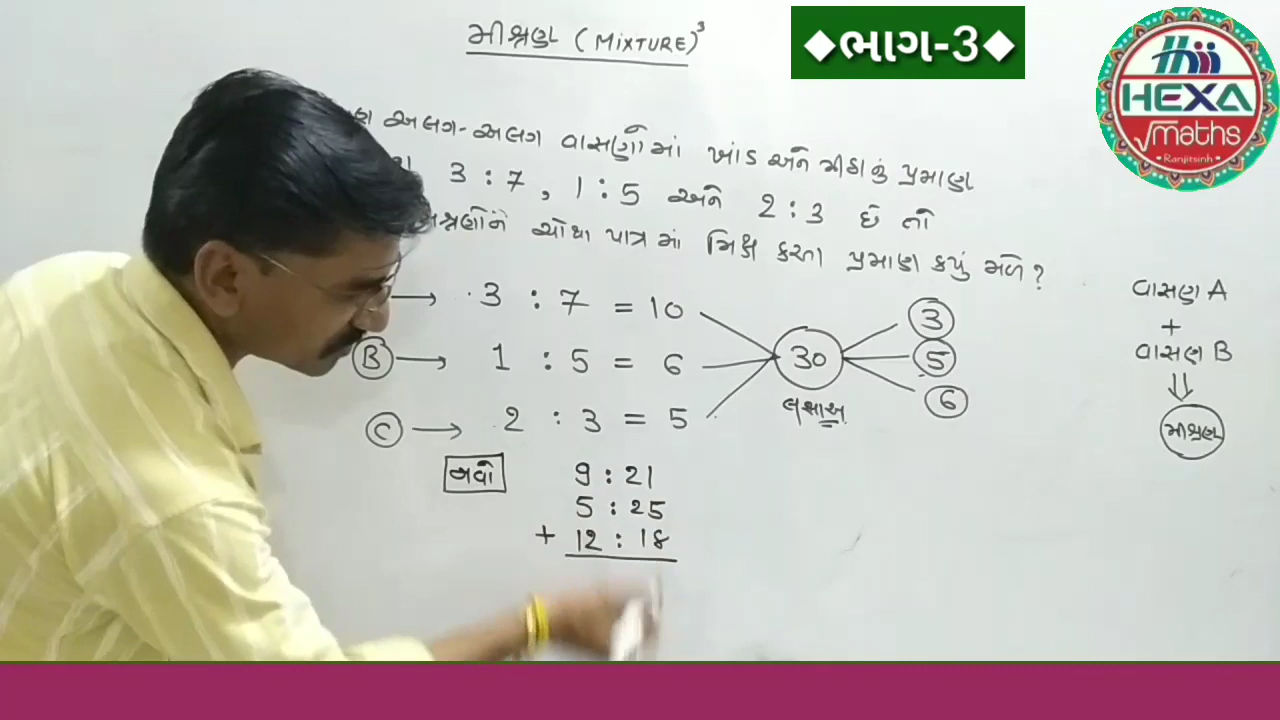 મીશ્રણ (MIXTURE)³
◆ભાગ-3◆
HEXA
√maths
Ranjitsinh
અલગ-અલગ વાસણોમાં ખાંડ અને મીઠાનું પ્રમાણ
3 : 7 , 1 : 5 અને 2 : 3 છે તો
ચોથા પાત્ર માં મિક્ષ કરતા પ્રમાણ કયું મળે ?
→ 3 : 7 = 10
B → 1 : 5 = 6
C → 2 : 3 = 5
30
લસાઅ
3
5
6
નવો
9 : 21
5 : 25
+ 12 : 18
વાસણ A
+
વાસણ B
⇓
મીશ્રણ